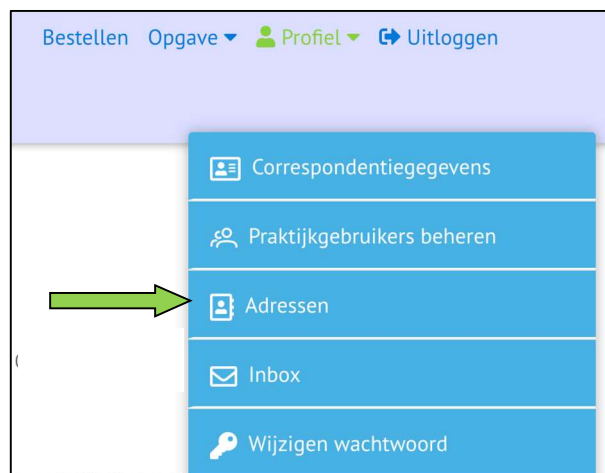 Bestellen Opgave Profiel Uitloggen
Correspondentiegegevens
Praktijkgebruikers beheren
Adressen
Inbox
Wijzigen wachtwoord